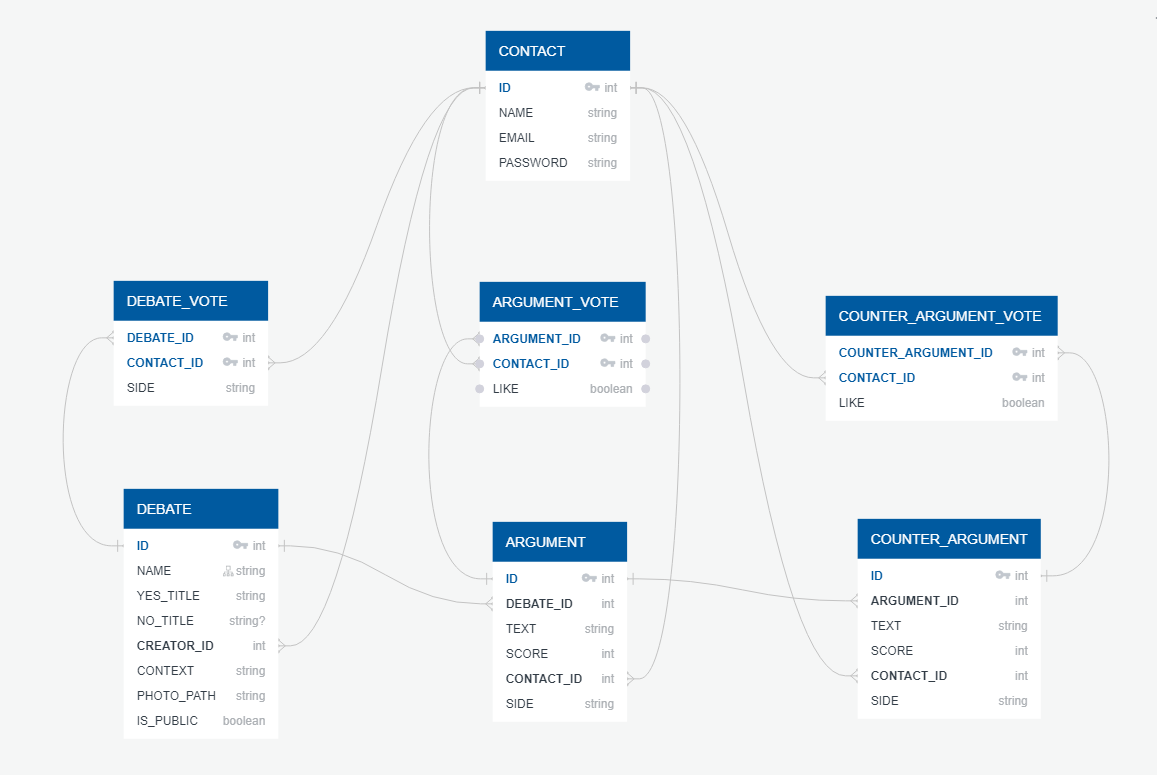 CONTACT
ID int
NAME string
EMAIL string
PASSWORD string
DEBATE_VOTE
DEBATE_ID int
CONTACT_ID int
SIDE string
ARGUMENT_VOTE
ARGUMENT_ID int
CONTACT_ID int
LIKE boolean
COUNTER_ARGUMENT_VOTE
COUNTER_ARGUMENT_ID int
CONTACT_ID int
LIKE boolean
DEBATE
ID int
NAME string
YES_TITLE string
NO_TITLE string?
CREATOR_ID int
CONTEXT string
PHOTO_PATH string
IS_PUBLIC boolean
ARGUMENT
ID int
DEBATE_ID int
TEXT string
SCORE int
CONTACT_ID int
SIDE string
COUNTER_ARGUMENT
ID int
ARGUMENT_ID int
TEXT string
SCORE int
CONTACT_ID int
SIDE string